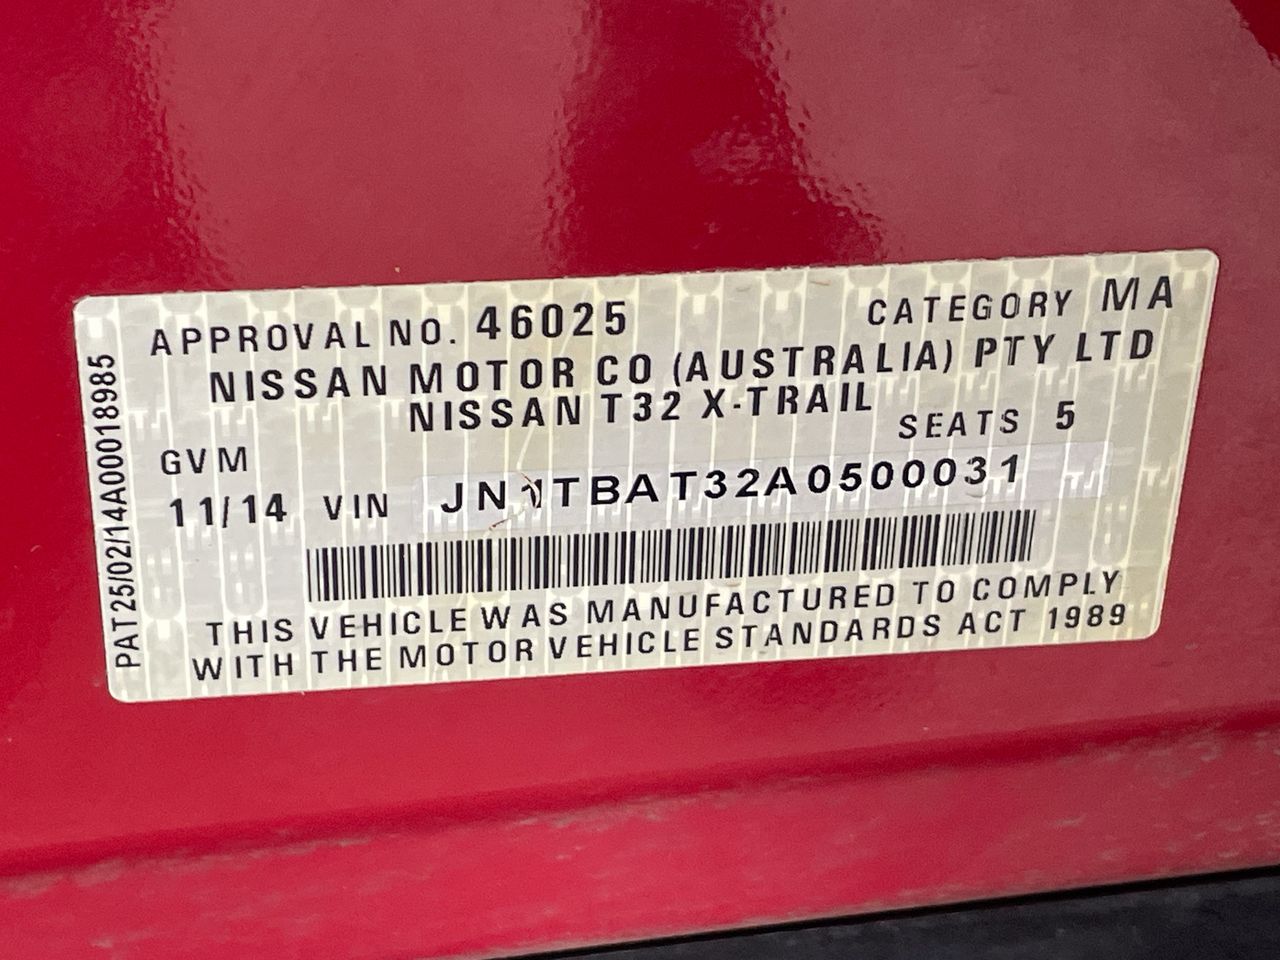 APPROVAL NO. 46025 CATEGORY MA
NISSAN MOTOR CO (AUSTRALIA) PTY LTD
NISSAN T32 X-TRAIL
SEATS 5
GVM
11/14 VIN JN1TBAT32A0500031
THIS VEHICLE WAS MANUFACTURED TO COMPLY
WITH THE MOTOR VEHICLE STANDARDS ACT 1989
PAT25/02/14A00018985